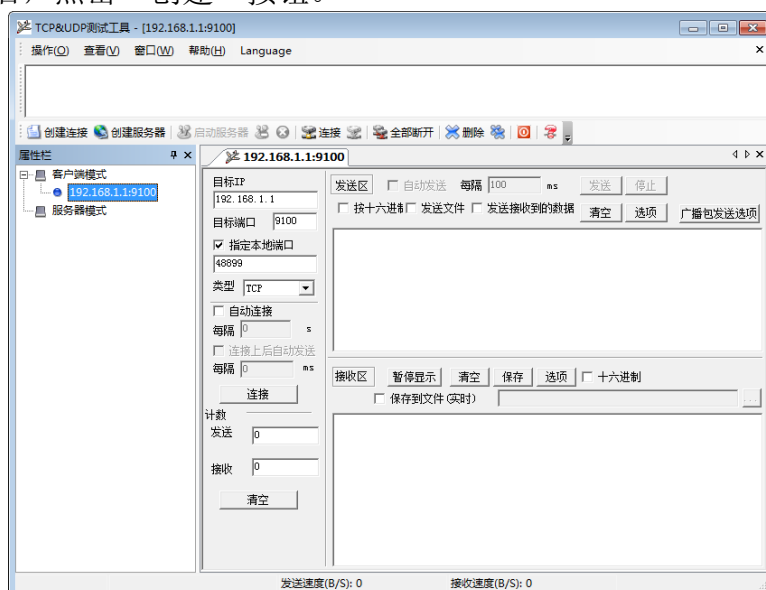 点击“创建”按钮。
TCP&UDP测试工具 - [192.168.1.1:9100]
操作(O) 查看(V) 窗口(W) 帮助(H) Language
创建连接 创建服务器 启动服务器 连接 全部断开 删除
属性栏
客户端模式
192.168.1.1:9100
服务器模式
192.168.1.1:9100
目标IP
192.168.1.1
目标端口 9100
指定本地端口
48899
类型 TCP
自动连接
每隔 0 s
连接上后自动发送
每隔 0 ms
连接
计数
发送 0
接收 0
清空
发送区 自动发送 每隔 100 ms 发送 停止
按十六进制 发送文件 发送接收到的数据 清空 选项 广播包发送选项
接收区 暂停显示 清空 保存 选项 十六进制
保存到文件(实时) ...
发送速度(B/S): 0 接收速度(B/S): 0